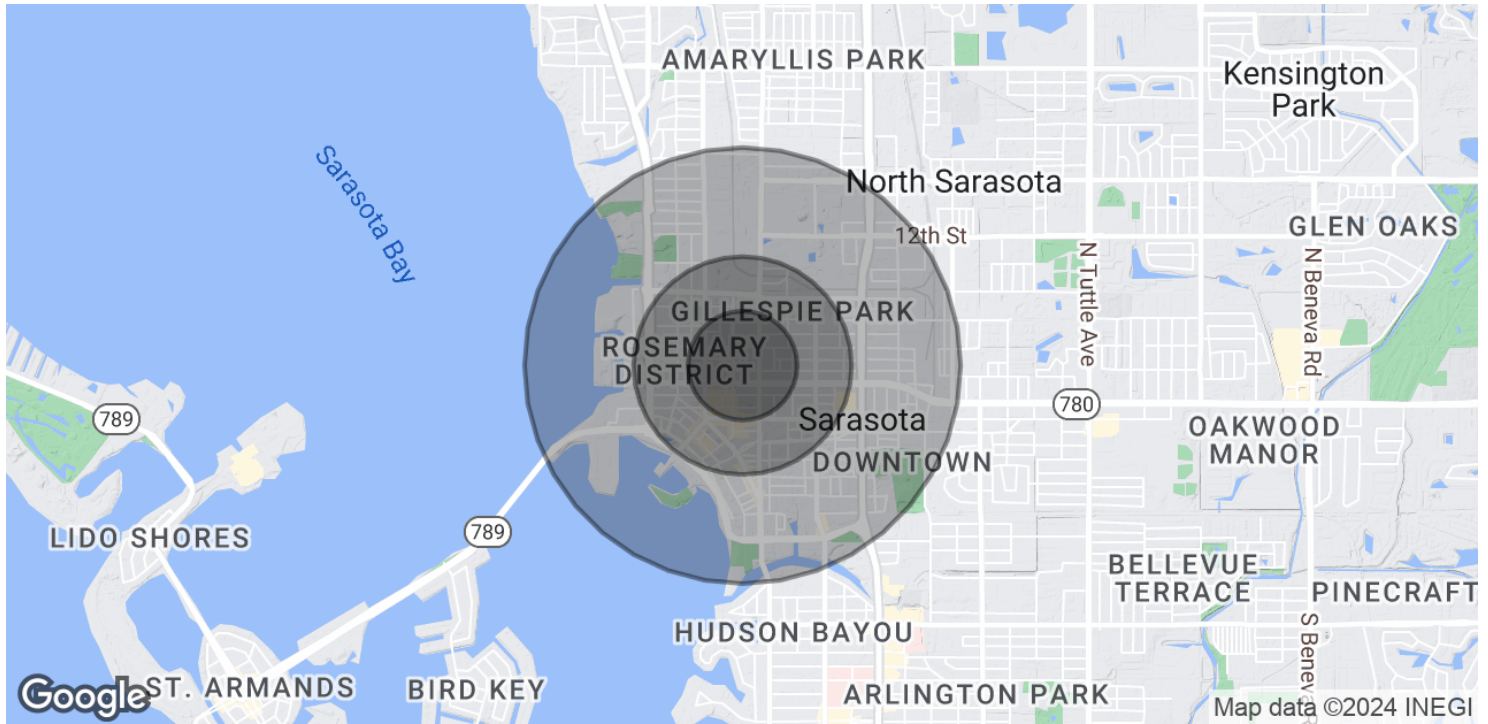 AMARYLLIS PARK
Kensington
Park
Sarasota Bay
North Sarasota
12th St
GLEN OAKS
N Tuttle Ave
N Beneva Rd
GILLESPIE PARK
ROSEMARY
DISTRICT
789
780
Sarasota
OAKWOOD
MANOR
DOWNTOWN
789
LIDO SHORES
BELLEVUE
TERRACE
PINECRAFT
HUDSON BAYOU
S Beneva R
ST. ARMANDS
BIRD KEY
ARLINGTON PARK
Google
Map data ©2024 INEGI